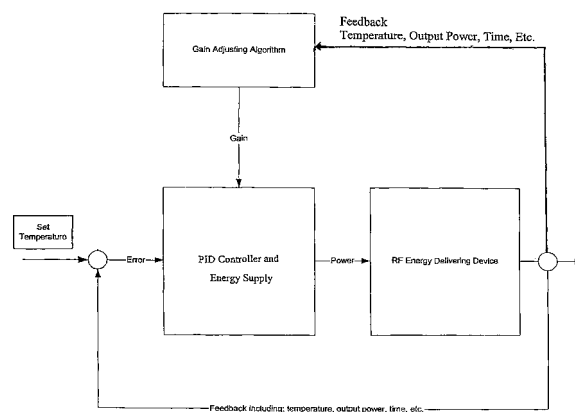 Feedback
Temperature, Output Power, Time, Etc.
Gain Adjusting Algorithm
Gain
Set
Temperature
Error
PID Controller and
Energy Supply
Power
RF Energy Delivering Device
Feedback including; temperature, output power, time, etc.